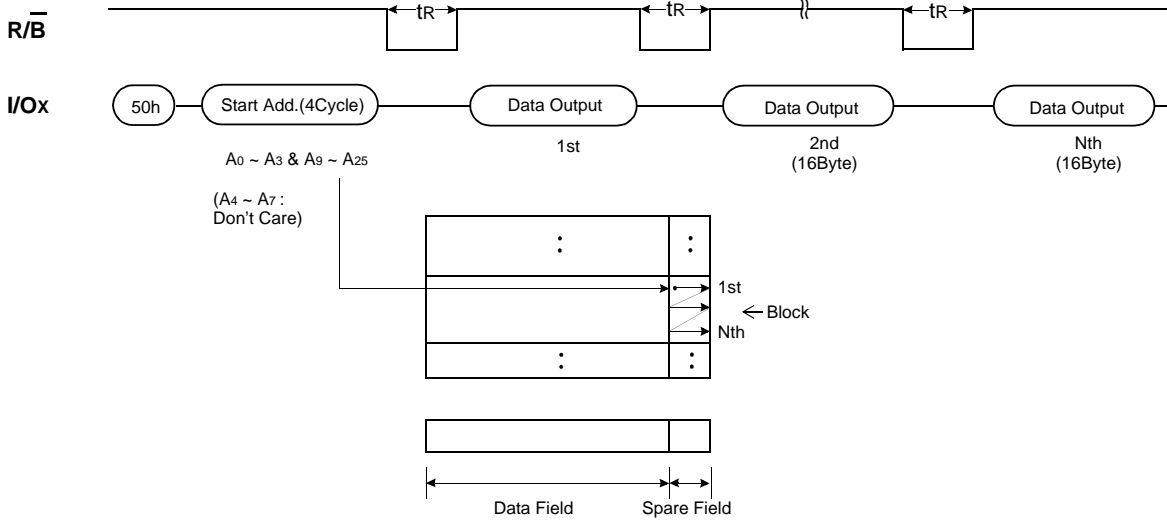 tR tR tR
R/B
I/Ox 50h Start Add.(4Cycle) Data Output Data Output Data Output
1st 2nd Nth
(16Byte) (16Byte)
A0 ~ A3 & A9 ~ A25
(A4 ~ A7 :
Don't Care)
1st
Block
Nth
Data Field Spare Field